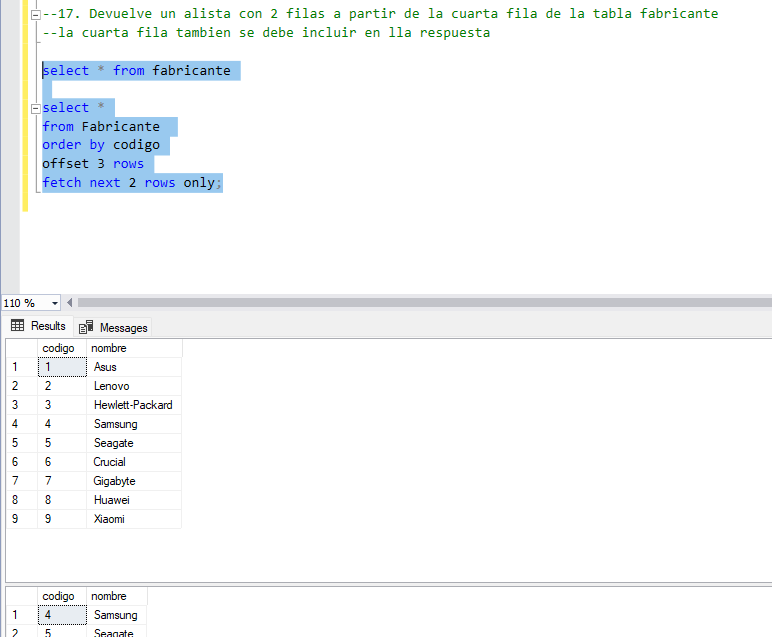 --17. Devuelve un alista con 2 filas a partir de la cuarta fila de la tabla fabricante
--la cuarta fila tambien se debe incluir en lla respuesta
select * from fabricante
select *
from Fabricante
order by codigo
offset 3 rows
fetch next 2 rows only;
110 %
Results Messages
codigo nombre
1 1 Asus
2 2 Lenovo
3 3 Hewlett-Packard
4 4 Samsung
5 5 Seagate
6 6 Crucial
7 7 Gigabyte
8 8 Huawei
9 9 Xiaomi
codigo nombre
1 4 Samsung
2 5 Seagate